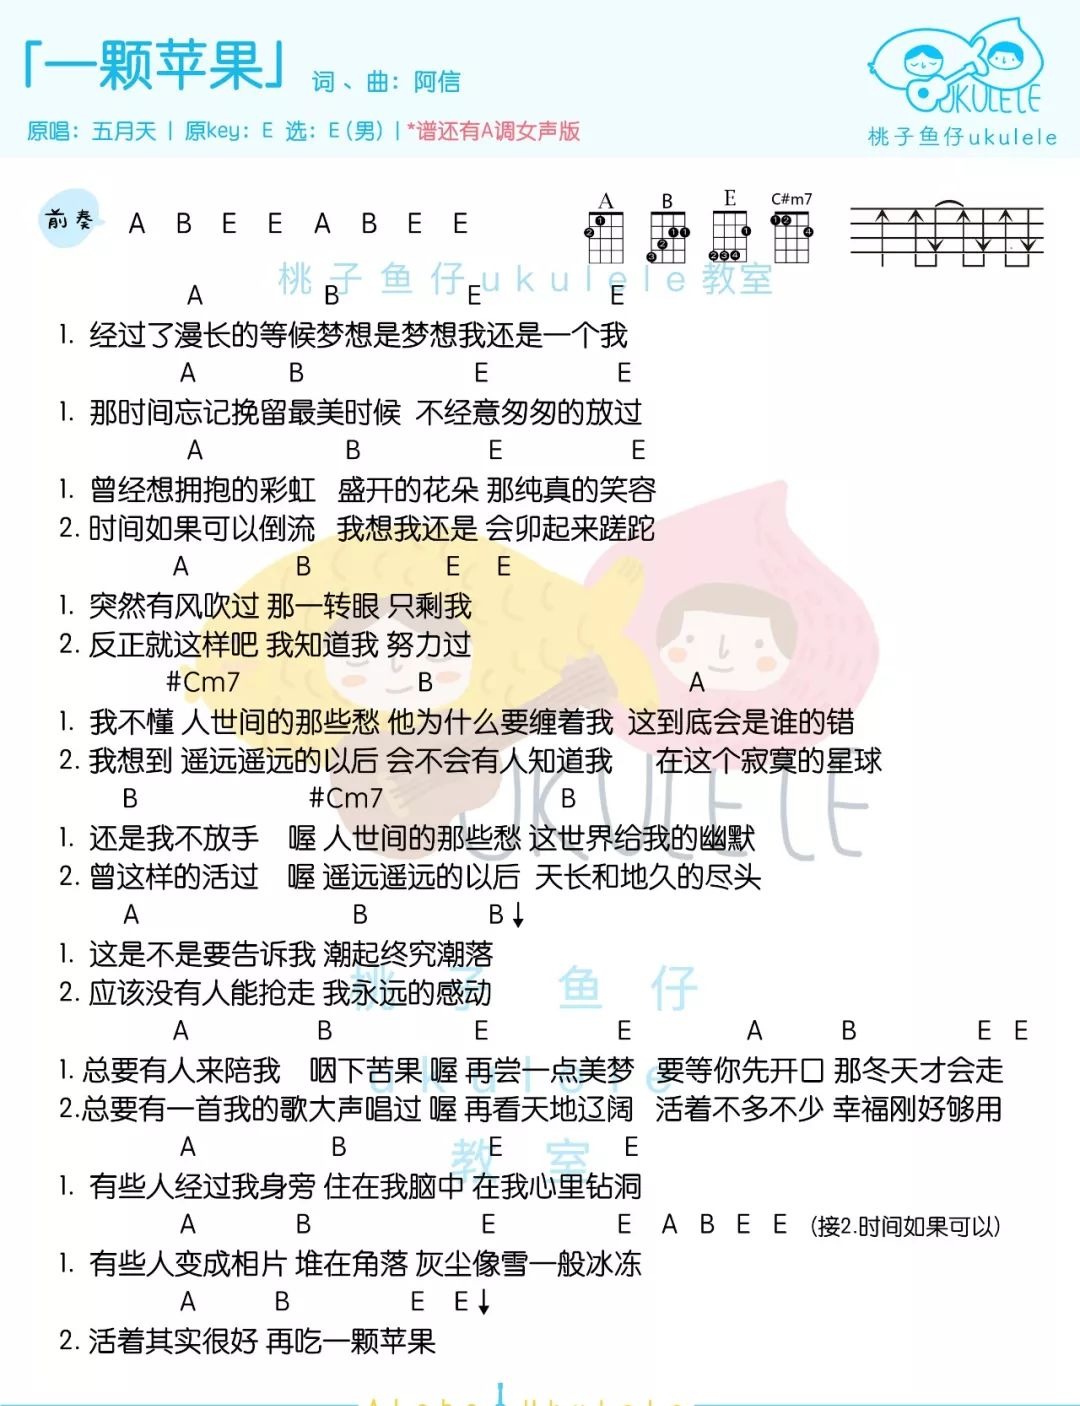 「一颗苹果」 词、曲：阿信
原唱：五月天 | 原key：E 选：E（男）|*谱还有A调女声版
UKULELE
桃子鱼仔ukulele
前奏 A B E E A B E E
A B E C#m7
桃子鱼仔ukulele教室
A B E E
1. 经过了漫长的等候梦想是梦想我还是一个我
A B E E
1. 那时间忘记挽留最美时候 不经意匆匆的放过
A B E E
1. 曾经想拥抱的彩虹 盛开的花朵 那纯真的笑容
2. 时间如果可以倒流 我想我还是 会卯起来蹉跎
A B E E
1. 突然有风吹过 那一转眼 只剩我
2. 反正就这样吧 我知道我 努力过
#Cm7 B A
1. 我不懂 人世间的那些愁 他为什么要缠着我 这到底会是谁的错
2. 我想到 遥远遥远的以后 会不会有人知道我 在这个寂寞的星球
B #Cm7 B
1. 还是我不放手 喔 人世间的那些愁 这世界给我的幽默
2. 曾这样的活过 喔 遥远遥远的以后 天长和地久的尽头
UKULELE
A B B↓
1. 这是不是要告诉我 潮起终究潮落
2. 应该没有人能抢走 我永远的感动
桃子鱼仔
A B E E A B E E
1. 总要有人来陪我 咽下苦果 喔 再尝一点美梦 要等你先开口 那冬天才会走
2.总要有一首我的歌大声唱过 喔 再看天地辽阔 活着不多不少 幸福刚好够用
ukulele
A B E E
教室
1. 有些人经过我身旁 住在我脑中 在我心里钻洞
A B E E A B E E (接2.时间如果可以)
1. 有些人变成相片 堆在角落 灰尘像雪一般冰冻
A B E E↓
2. 活着其实很好 再吃一颗苹果